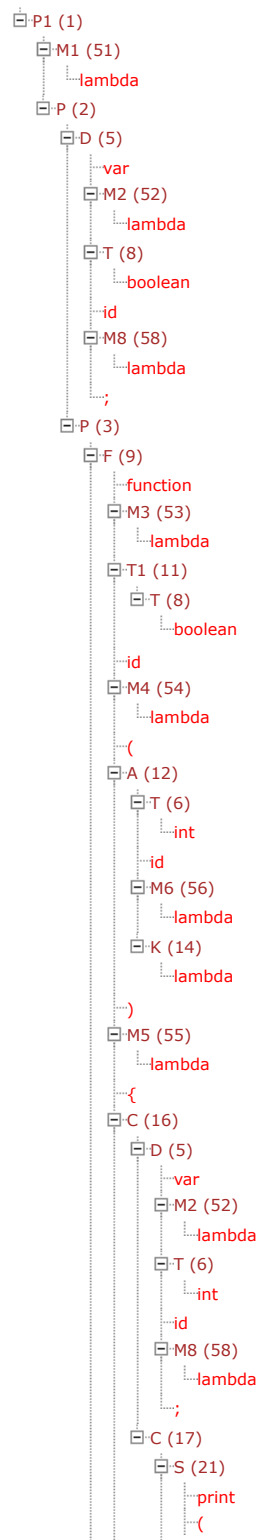 P1 (1)
M1 (51)
lambda
P (2)
D (5)
var
M2 (52)
lambda
T (8)
boolean
id
M8 (58)
lambda
;
P (3)
F (9)
function
M3 (53)
lambda
T1 (11)
T (8)
boolean
id
M4 (54)
lambda
(
A (12)
T (6)
int
id
M6 (56)
lambda
K (14)
lambda
)
M5 (55)
lambda
{
C (16)
D (5)
var
M2 (52)
lambda
T (6)
int
id
M8 (58)
lambda
;
C (17)
S (21)
print
(